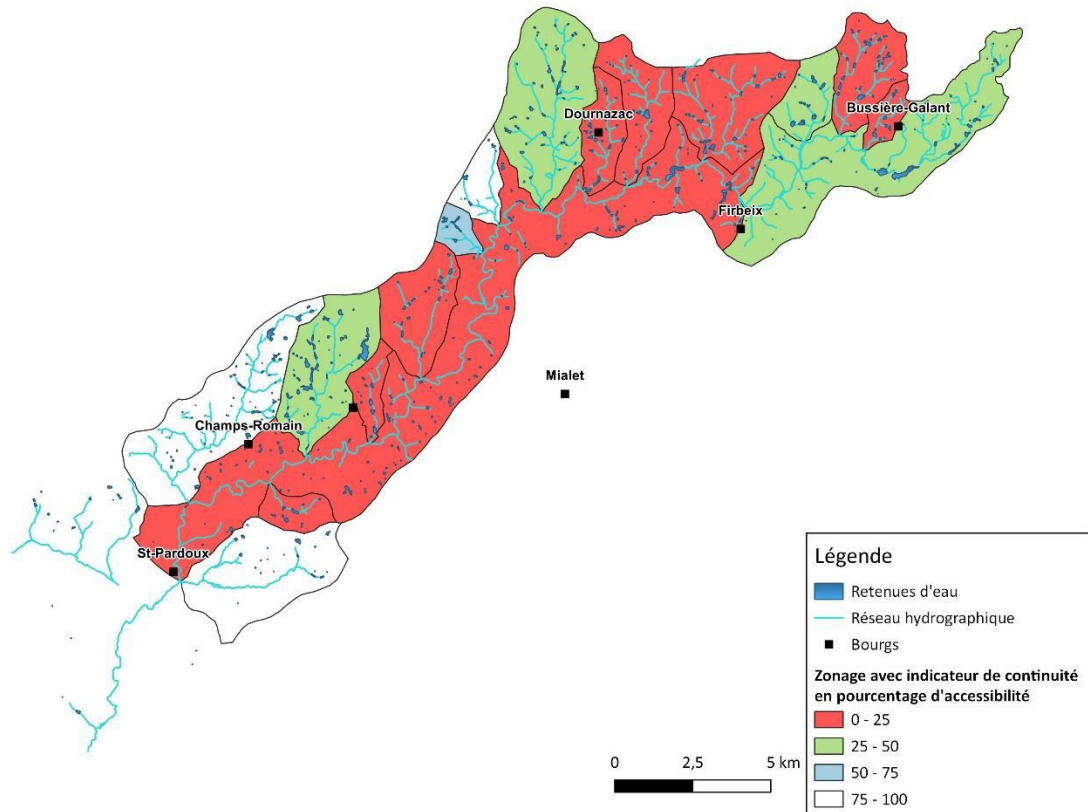 Dournazac
Bussière-Galant
Firbeix
Mialet
Champs-Romain
St-Pardoux
Légende
Retenues d'eau
Réseau hydrographique
Bourgs
Zonage avec indicateur de continuité
en pourcentage d'accessibilité
0 - 25
25 - 50
50 - 75
75 - 100
0 2,5 5 km